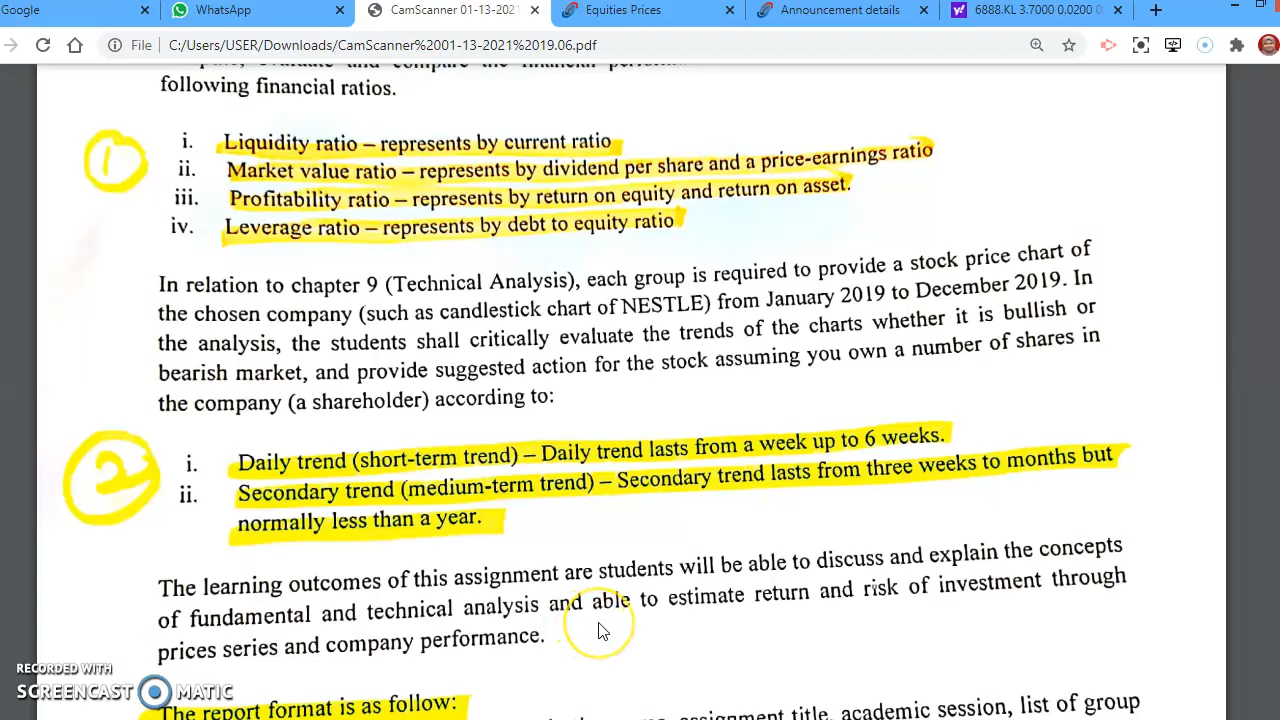 Google
WhatsApp
CamScanner 01-13-2021
Equities Prices
Announcement details
6888.KL 3.7000 0.0200 0
File
C:/Users/USER/Downloads/CamScanner%2001-13-2021%2019.06.pdf
following financial ratios.
1
i. Liquidity ratio – represents by current ratio
ii. Market value ratio – represents by dividend per share and a price-earnings ratio
iii. Profitability ratio – represents by return on equity and return on asset.
iv. Leverage ratio – represents by debt to equity ratio
In relation to chapter 9 (Technical Analysis), each group is required to provide a stock price chart of
the chosen company (such as candlestick chart of NESTLE) from January 2019 to December 2019. In
the analysis, the students shall critically evaluate the trends of the charts whether it is bullish or
bearish market, and provide suggested action for the stock assuming you own a number of shares in
the company (a shareholder) according to:
2
i. Daily trend (short-term trend) – Daily trend lasts from a week up to 6 weeks.
ii. Secondary trend (medium-term trend) – Secondary trend lasts from three weeks to months but
normally less than a year.
The learning outcomes of this assignment are students will be able to discuss and explain the concepts
of fundamental and technical analysis and able to estimate return and risk of investment through
prices series and company performance.
RECORDED WITH
SCREENCAST MATIC
The report format is as follow:
assignment title, academic session, list of group